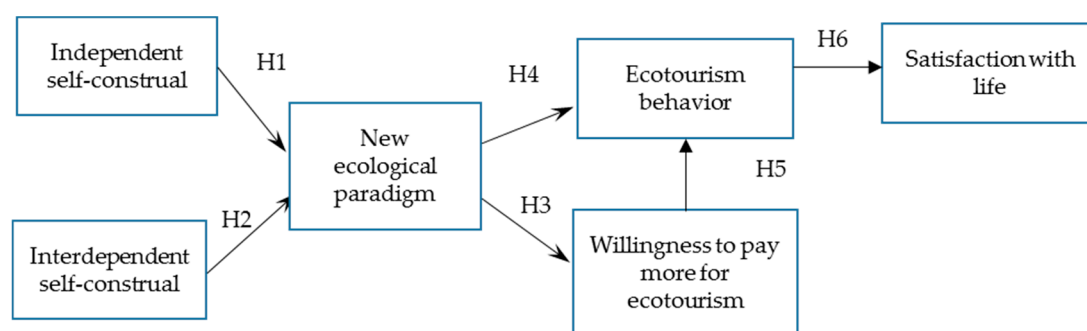 Independent
self-construal
H1
Interdependent
self-construal
H2
New
ecological
paradigm
H4
H3
Ecotourism
behavior
H5
Willingness to pay
more for
ecotourism
H6
Satisfaction with
life